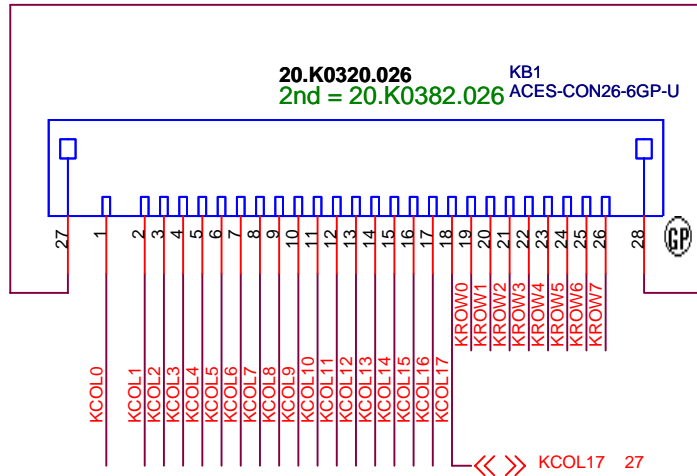 20.K0320.026
2nd = 20.K0382.026
KB1
ACES-CON26-6GP-U
27
1
2
3
4
5
6
7
8
9
10
11
12
13
14
15
16
17
18
19
20
21
22
23
24
25
26
28
GP
KROW0
KROW1
KROW2
KROW3
KROW4
KROW5
KROW6
KROW7
KCOL0
KCOL1
KCOL2
KCOL3
KCOL4
KCOL5
KCOL6
KCOL7
KCOL8
KCOL9
KCOL10
KCOL11
KCOL12
KCOL13
KCOL14
KCOL15
KCOL16
KCOL17
KCOL17 27